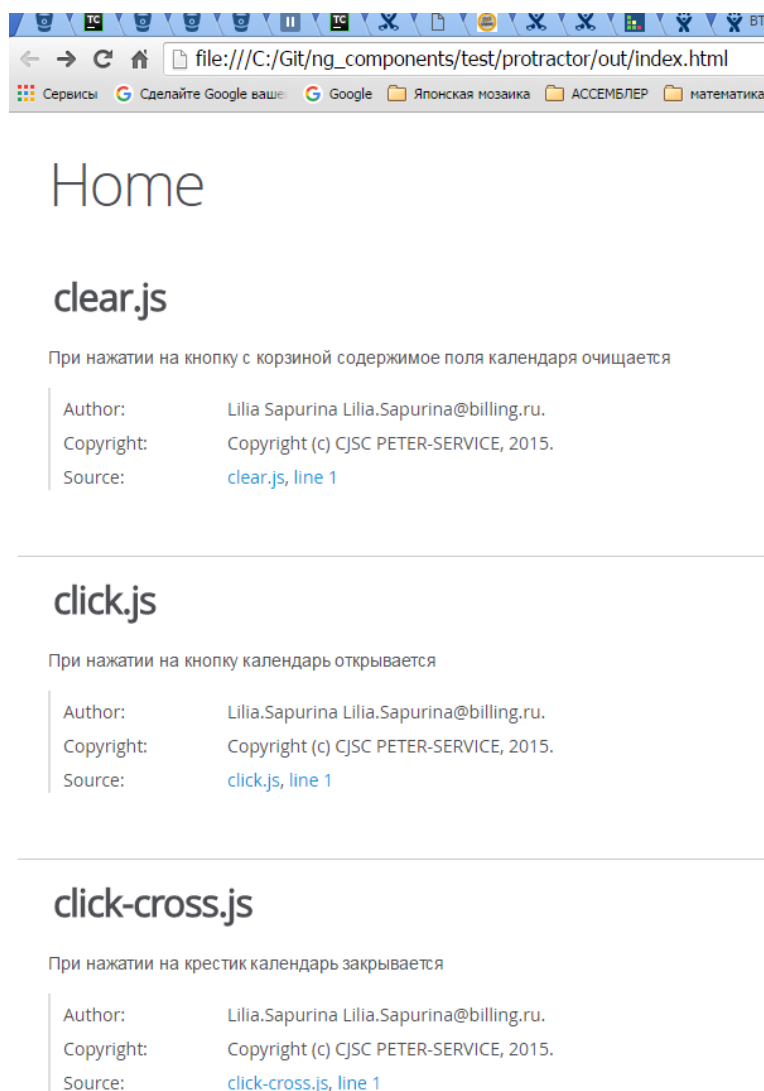 TC
TC
BT
file:///C:/Git/ng_components/test/protractor/out/index.html
Сервисы G Сделайте Google ваше G Google Японская мозаика АССЕМБЛЕР математика
Home
clear.js
При нажатии на кнопку с корзиной содержимое поля календаря очищается
Author: Lilia Sapurina Lilia.Sapurina@billing.ru.
Copyright: Copyright (c) CJSC PETER-SERVICE, 2015.
Source: clear.js, line 1
click.js
При нажатии на кнопку календарь открывается
Author: Lilia.Sapurina Lilia.Sapurina@billing.ru.
Copyright: Copyright (c) CJSC PETER-SERVICE, 2015.
Source: click.js, line 1
click-cross.js
При нажатии на крестик календарь закрывается
Author: Lilia.Sapurina Lilia.Sapurina@billing.ru.
Copyright: Copyright (c) CJSC PETER-SERVICE, 2015.
Source: click-cross.js, line 1